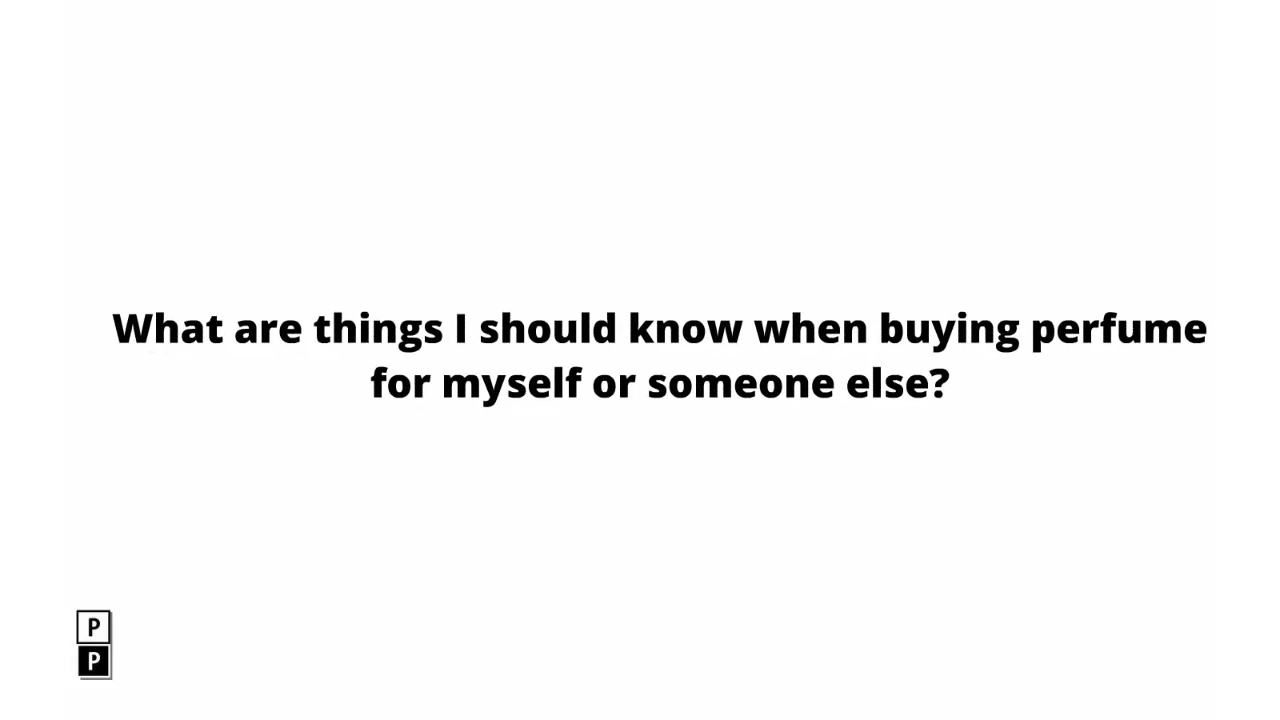 What are things I should know when buying perfume
for myself or someone else?
P
P